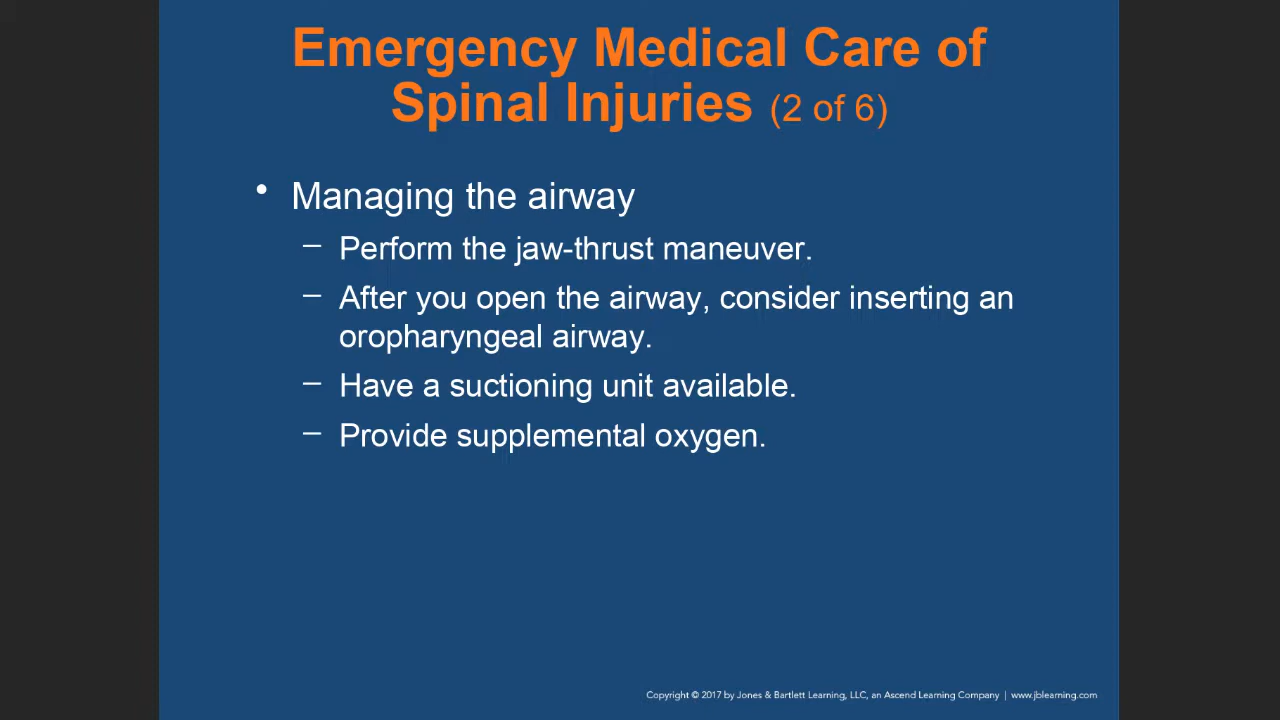 Emergency Medical Care of
Spinal Injuries (2 of 6)
• Managing the airway
– Perform the jaw-thrust maneuver.
– After you open the airway, consider inserting an
oropharyngeal airway.
– Have a suctioning unit available.
– Provide supplemental oxygen.
Copyright © 2017 by Jones & Bartlett Learning, LLC, an Ascend Learning Company | www.jblearning.com